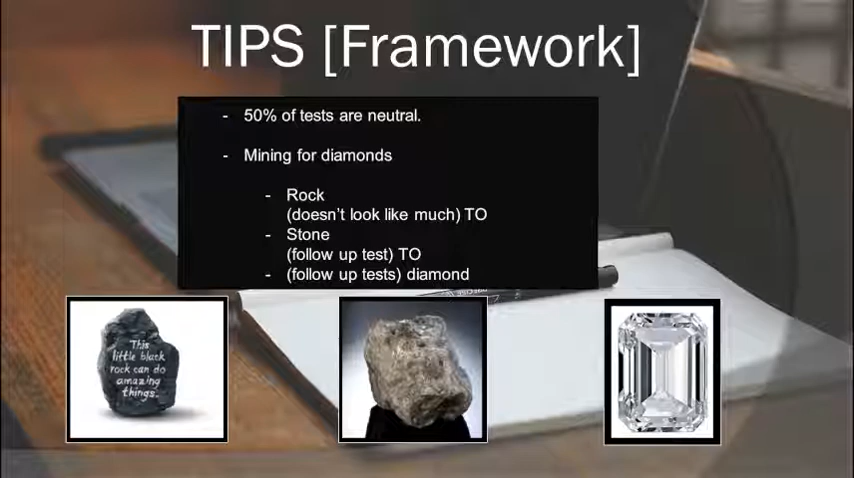 TIPS [Framework]
- 50% of tests are neutral.
- Mining for diamonds
- Rock
(doesn't look like much) TO
- Stone
(follow up test) TO
- (follow up tests) diamond
This
little black
rock can do
amazing
things.